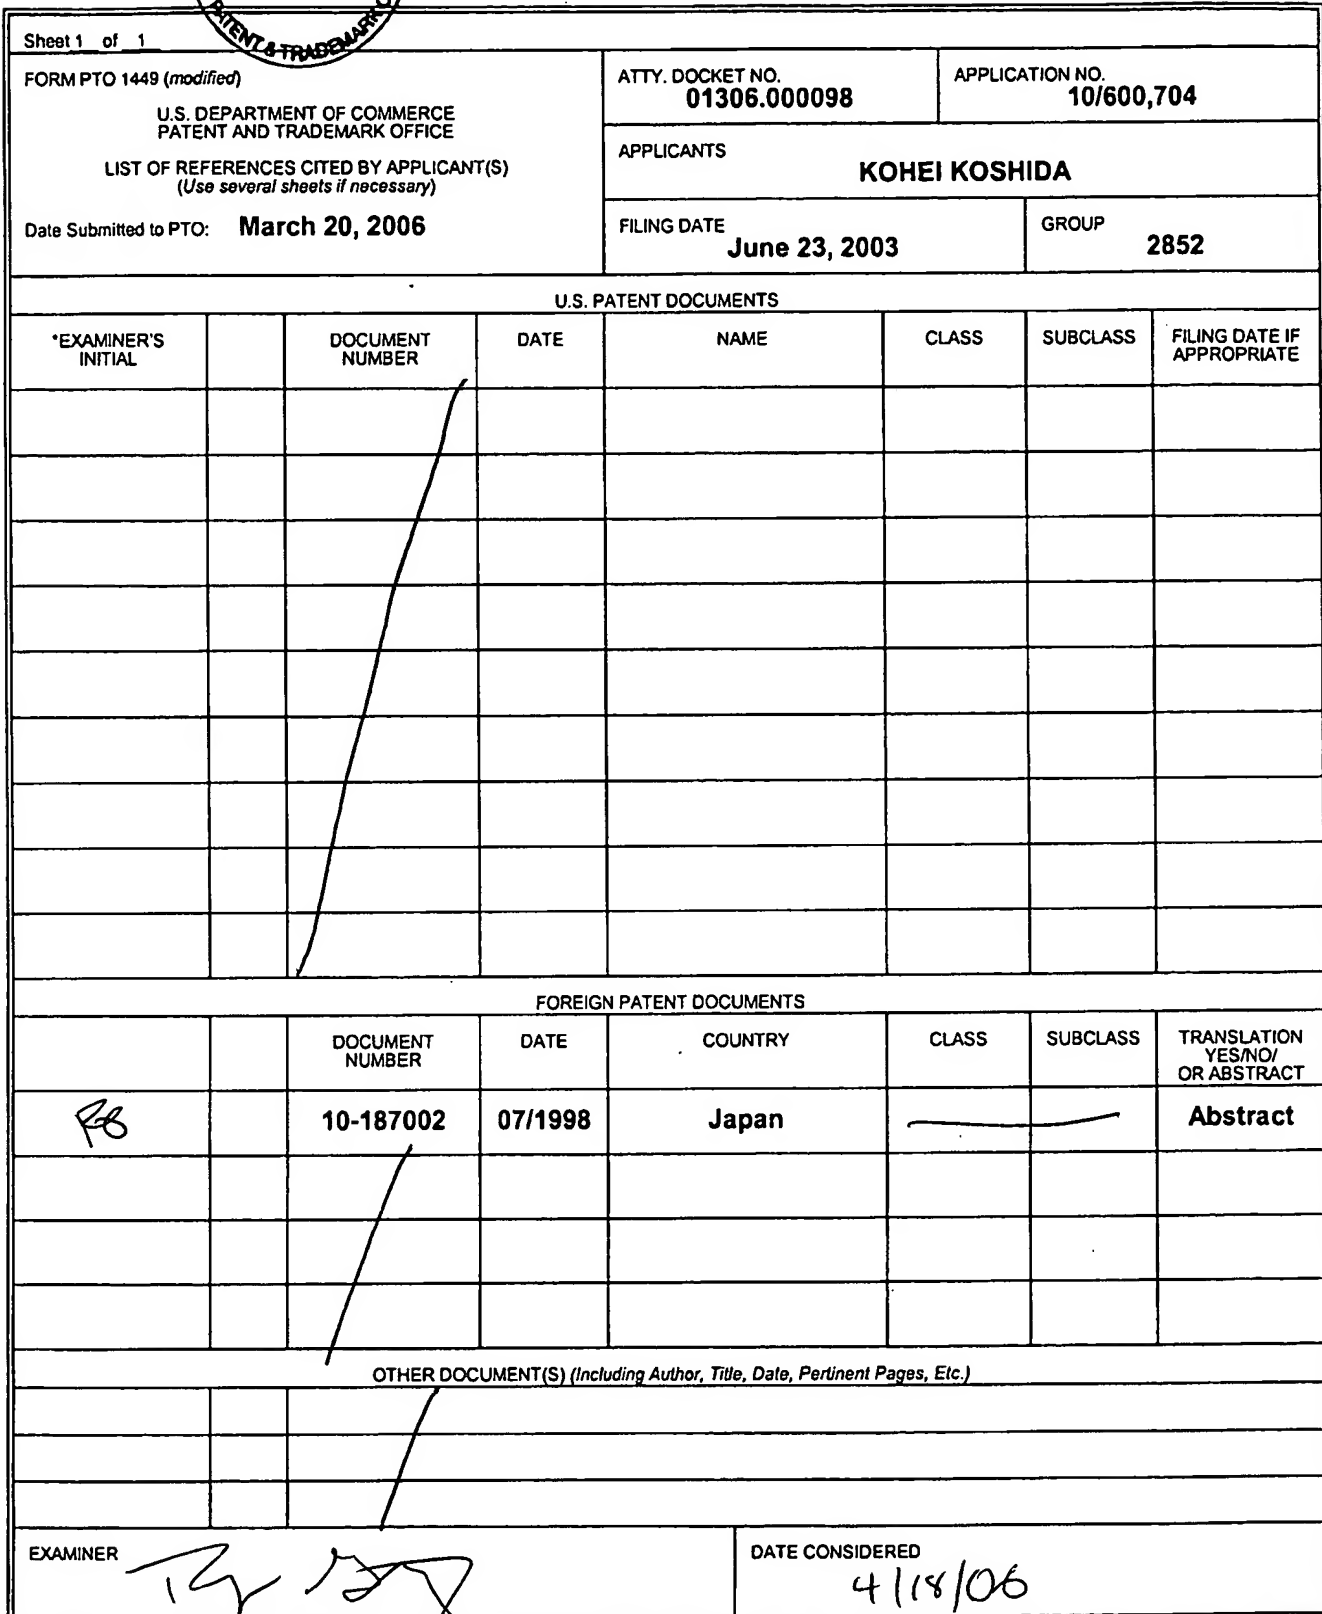 PATENT & TRADEMARK
Sheet 1 of 1
FORM PTO 1449 (modified)
U.S. DEPARTMENT OF COMMERCE
PATENT AND TRADEMARK OFFICE
LIST OF REFERENCES CITED BY APPLICANT(S)
(Use several sheets if necessary)
Date Submitted to PTO: March 20, 2006
ATTY. DOCKET NO.
01306.000098
APPLICATION NO.
10/600,704
APPLICANTS
KOHEI KOSHIDA
FILING DATE
June 23, 2003
GROUP
2852
U.S. PATENT DOCUMENTS
*EXAMINER'S
INITIAL
DOCUMENT
NUMBER
DATE
NAME
CLASS
SUBCLASS
FILING DATE IF
APPROPRIATE
FOREIGN PATENT DOCUMENTS
DOCUMENT
NUMBER
DATE
COUNTRY
CLASS
SUBCLASS
TRANSLATION
YES/NO/
OR ABSTRACT
10-187002
07/1998
Japan
Abstract
OTHER DOCUMENT(S) (Including Author, Title, Date, Pertinent Pages, Etc.)
EXAMINER
DATE CONSIDERED
4/18/06